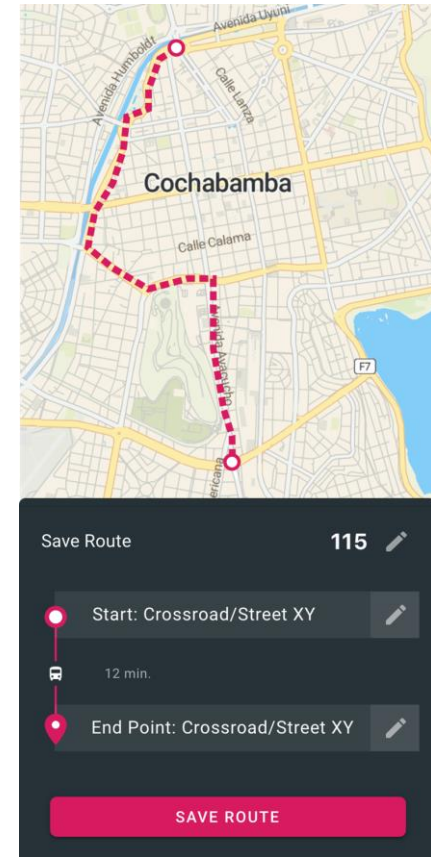 Avenida Uyuni
Avenida Humboldt
Calle Lanza
Cochabamba
Calle Calama
F7
Ayacucho
ericana
Save Route
115
Start: Crossroad/Street XY
12 min.
End Point: Crossroad/Street XY
SAVE ROUTE